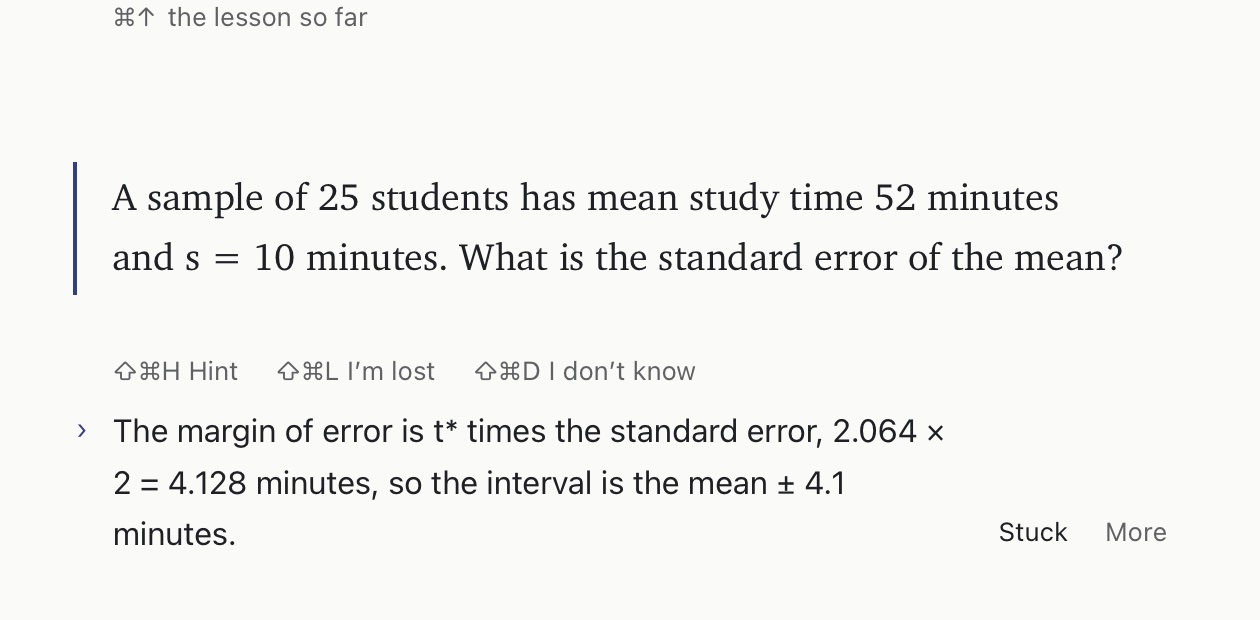 ⌘↑ the lesson so far
A sample of 25 students has mean study time 52 minutes
and s = 10 minutes. What is the standard error of the mean?
⇧⌘H Hint ⇧⌘L I’m lost ⇧⌘D I don’t know
› The margin of error is t* times the standard error, 2.064 ×
2 = 4.128 minutes, so the interval is the mean ± 4.1
minutes.
Stuck More